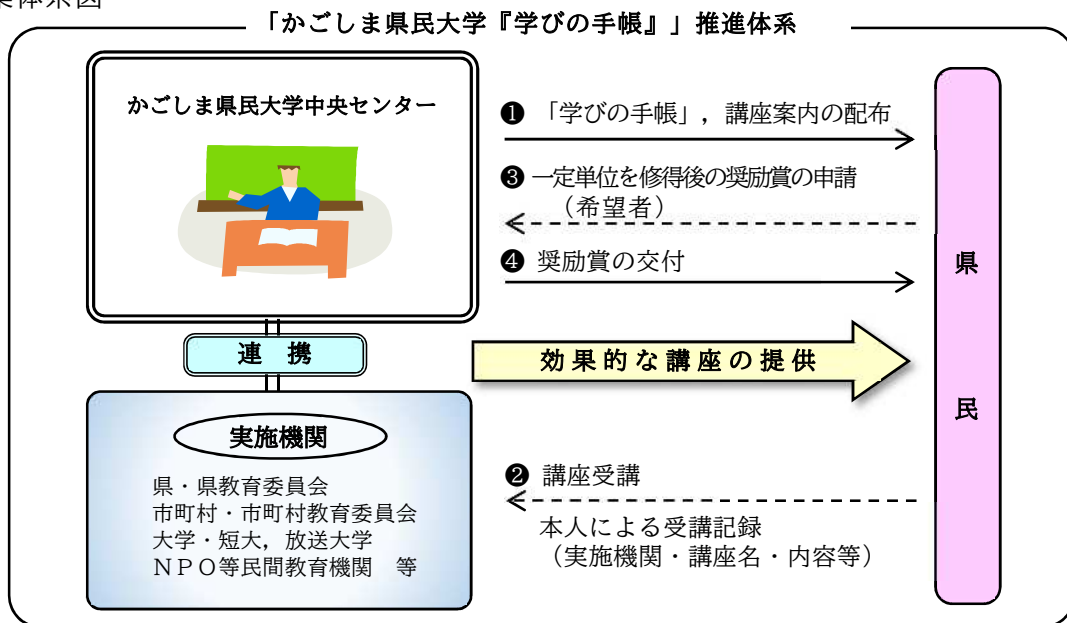 「かごしま県民大学『学びの手帳』」推進体系
かごしま県民大学中央センター
❶ 「学びの手帳」，講座案内の配布
❸ 一定単位を修得後の奨励賞の申請
（希望者）
❹ 奨励賞の交付
連　携
効果的な講座の提供
県
民
実施機関
県・県教育委員会
市町村・市町村教育委員会
大学・短大，放送大学
ＮＰＯ等民間教育機関　等
❷ 講座受講
本人による受講記録
（実施機関・講座名・内容等）